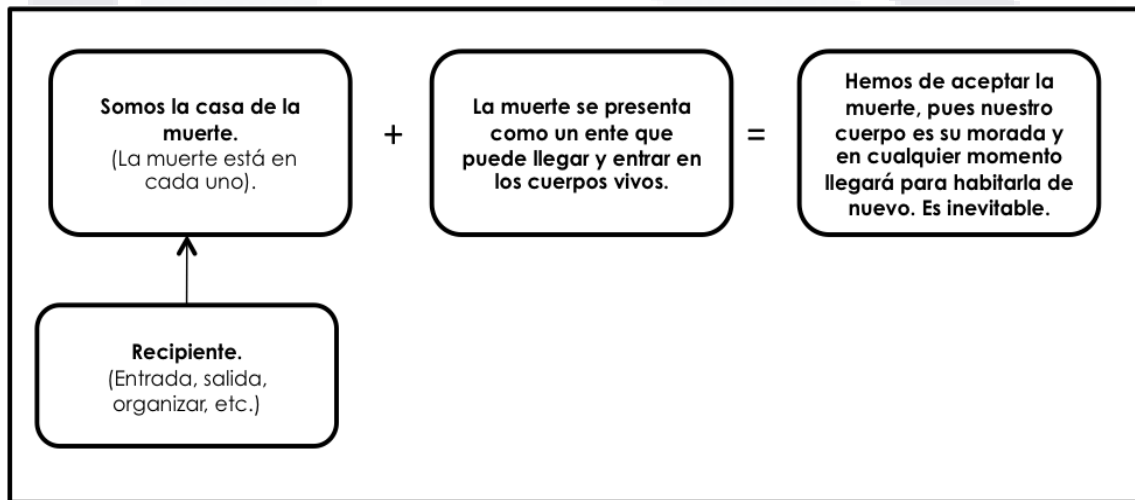 Somos la casa de la
muerte.
(La muerte está en
cada uno).
+
La muerte se presenta
como un ente que
puede llegar y entrar en
los cuerpos vivos.
=
Hemos de aceptar la
muerte, pues nuestro
cuerpo es su morada y
en cualquier momento
llegará para habitarla de
nuevo. Es inevitable.
Recipiente.
(Entrada, salida,
organizar, etc.)